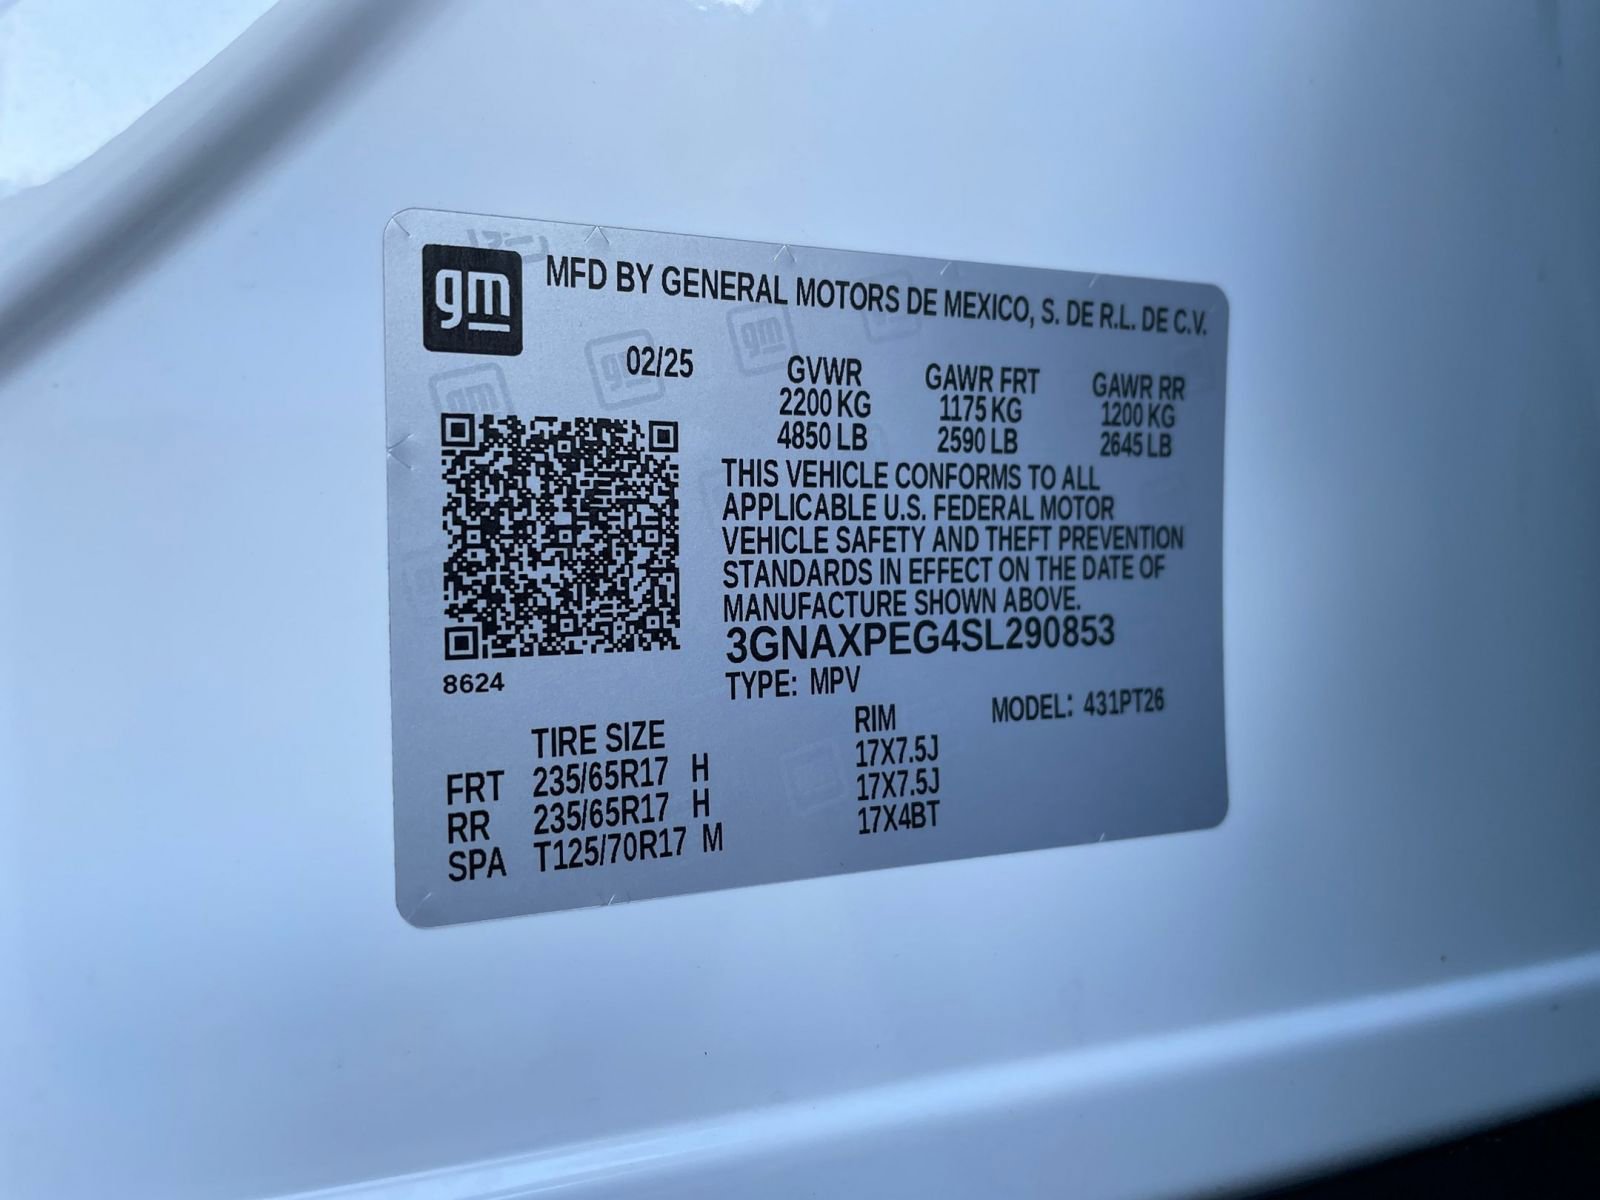 gm
MFD BY GENERAL MOTORS DE MEXICO, S. DE R.L. DE C.V.
02/25 GVWR GAWR FRT GAWR RR
2200 KG 1175 KG 1200 KG
4850 LB 2590 LB 2645 LB
THIS VEHICLE CONFORMS TO ALL
APPLICABLE U.S. FEDERAL MOTOR
VEHICLE SAFETY AND THEFT PREVENTION
STANDARDS IN EFFECT ON THE DATE OF
MANUFACTURE SHOWN ABOVE.
3GNAXPEG4SL290853
8624
TYPE: MPV MODEL: 431PT26
TIRE SIZE RIM
FRT 235/65R17 H 17X7.5J
RR 235/65R17 H 17X7.5J
SPA T125/70R17 M 17X4BT